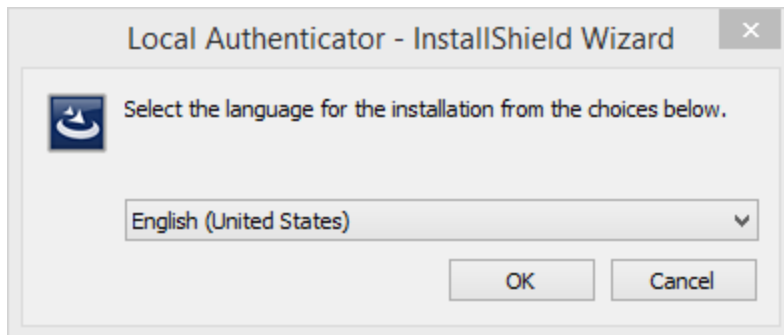 Local Authenticator - InstallShield Wizard
Select the language for the installation from the choices below.
English (United States)
OK Cancel